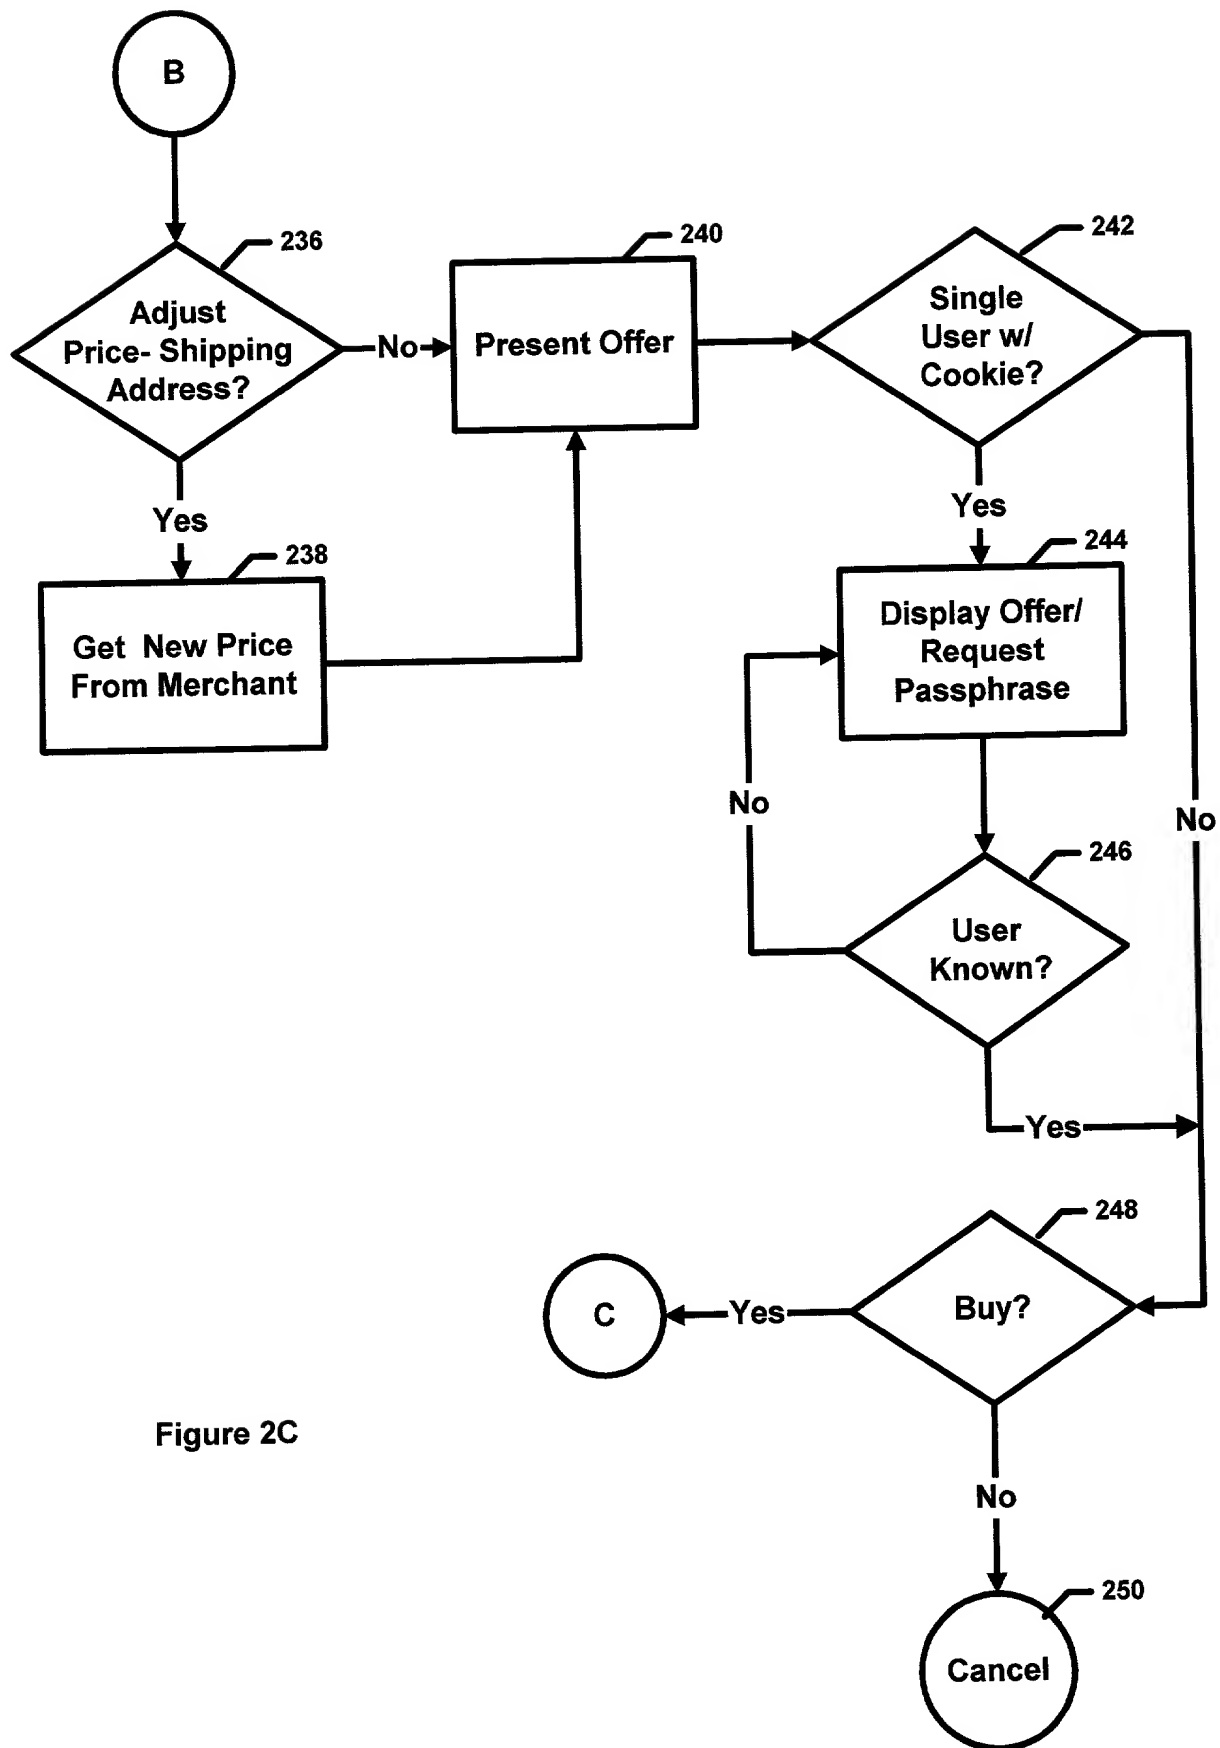 B
236
Adjust
Price- Shipping
Address?
No
240
Present Offer
242
Single
User w/
Cookie?
Yes
238
Get New Price
From Merchant
Yes
244
Display Offer/
Request
Passphrase
No
No
246
User
Known?
Yes
248
Buy?
Yes
C
Figure 2C
No
250
Cancel